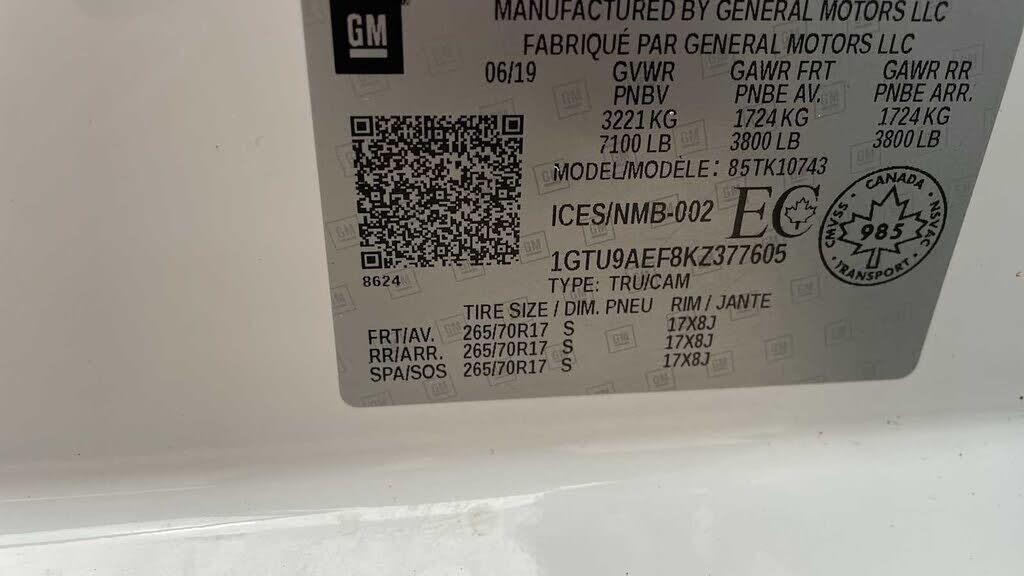 GM
MANUFACTURED BY GENERAL MOTORS LLC
FABRIQUÉ PAR GENERAL MOTORS LLC
06/19 GVWR GAWR FRT GAWR RR
PNBV PNBE AV. PNBE ARR.
3221 KG 1724 KG 1724 KG
7100 LB 3800 LB 3800 LB
MODEL/MODÈLE: 85TK10743
ICES/NMB-002 EC
CANADA
CMVSS 985 NSVAC
TRANSPORT
1GTU9AEF8KZ377605
8624
TYPE: TRU/CAM
TIRE SIZE / DIM. PNEU RIM / JANTE
FRT/AV. 265/70R17 S 17X8J
RR/ARR. 265/70R17 S 17X8J
SPA/SOS 265/70R17 S 17X8J